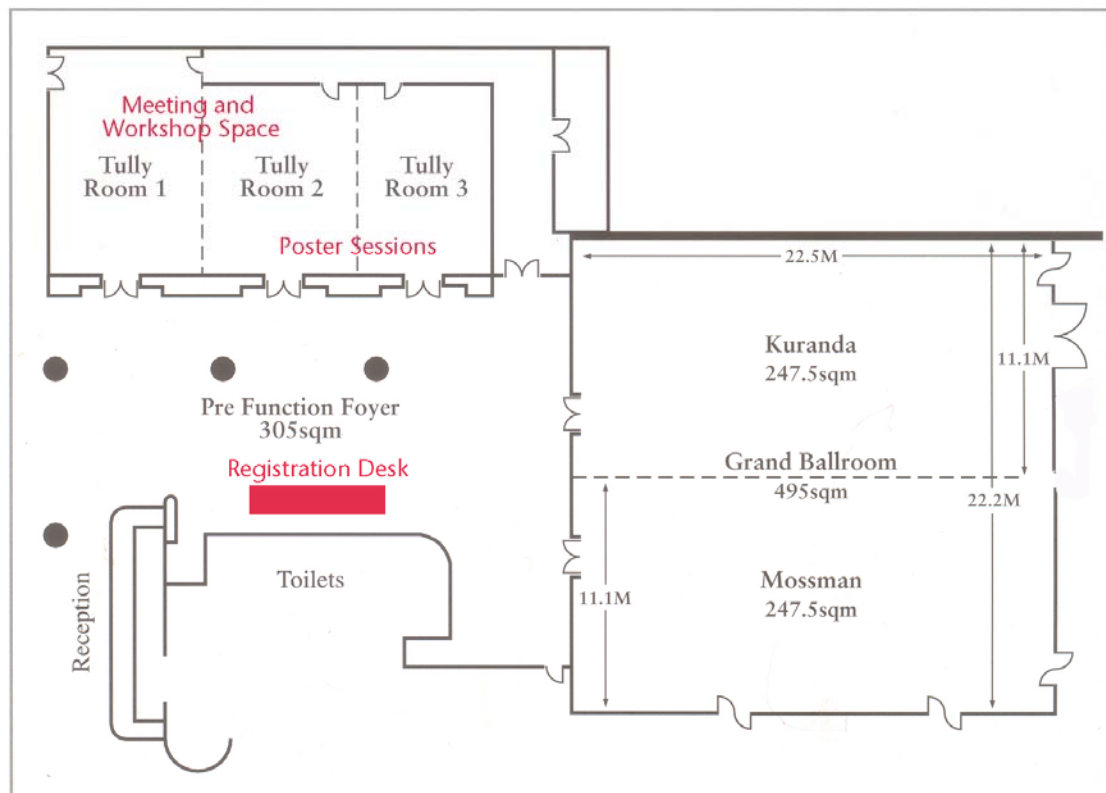 Meeting and
Workshop Space
Tully
Room 1
Tully
Room 2
Tully
Room 3
Poster Sessions
22.5M
Kuranda
247.5sqm
11.1M
Pre Function Foyer
305sqm
Registration Desk
Grand Ballroom
495sqm
22.2M
Toilets
Mossman
247.5sqm
11.1M
Reception